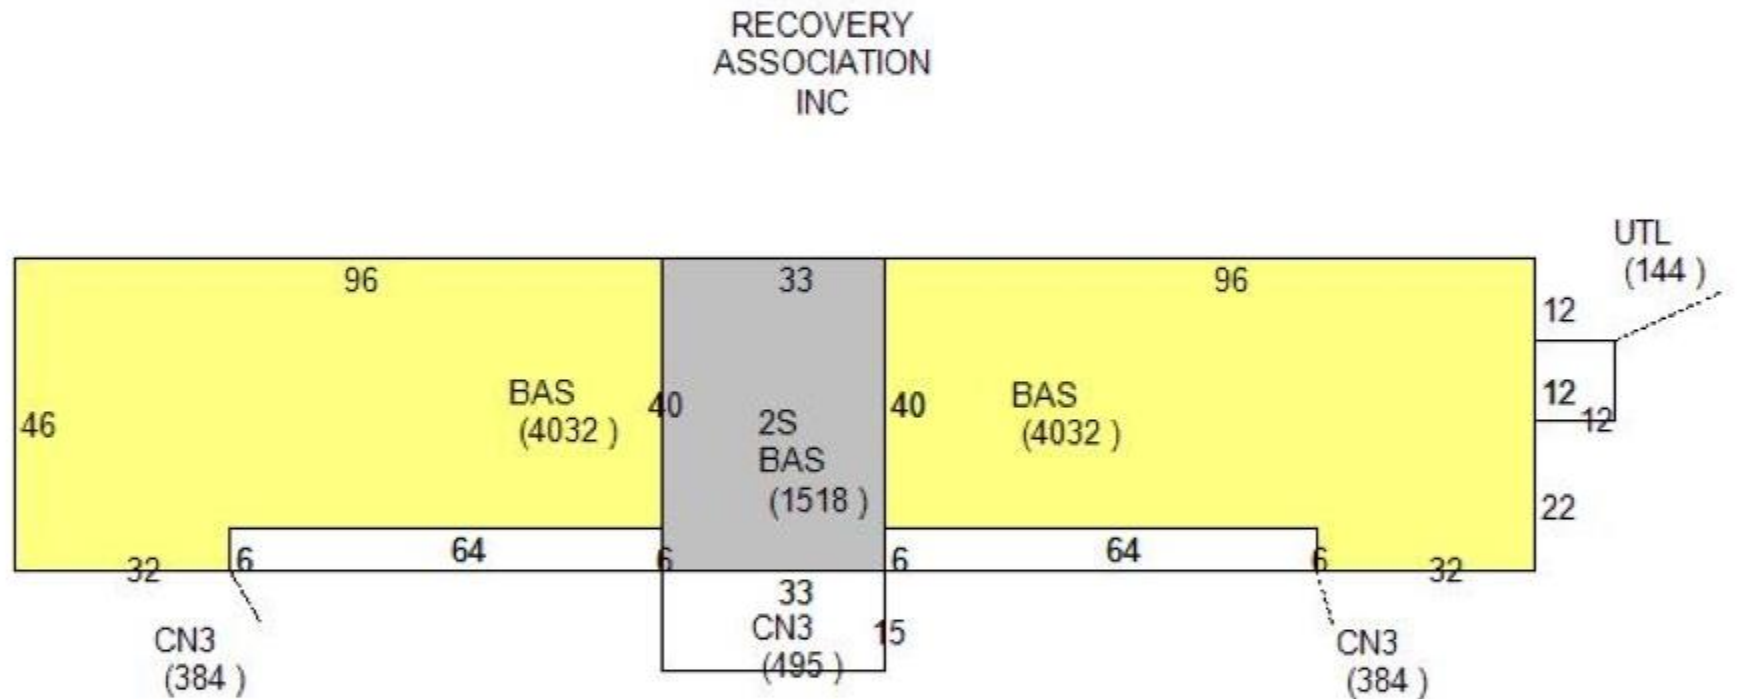 RECOVERY
ASSOCIATION
INC
UTL
(144 )
96
33
96
12
46
BAS
(4032 )
40
2S
BAS
(1518 )
40
BAS
(4032 )
12
12
22
32
6
64
6
6
64
6
32
33
CN3
(384 )
CN3
(495 )
15
CN3
(384 )